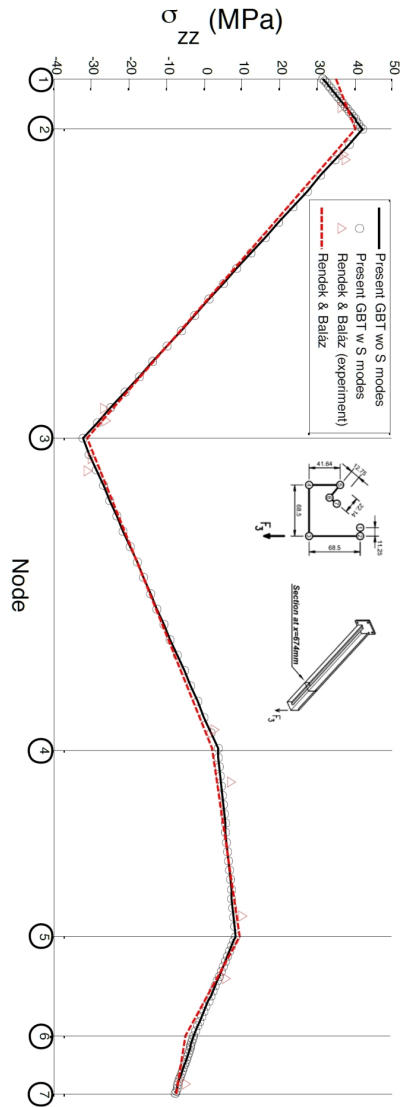 σzz (MPa)
50
40
30
20
10
0
-10
-20
-30
-40
Present GBT wo S modes
Present GBT w S modes
Rendek & Baláz (experiment)
Rendek & Baláz
12.75
41.64
22.14
68.5
68.5
11.25
F3
Section at x=674mm
F3
1
2
3
4
5
6
7
Node